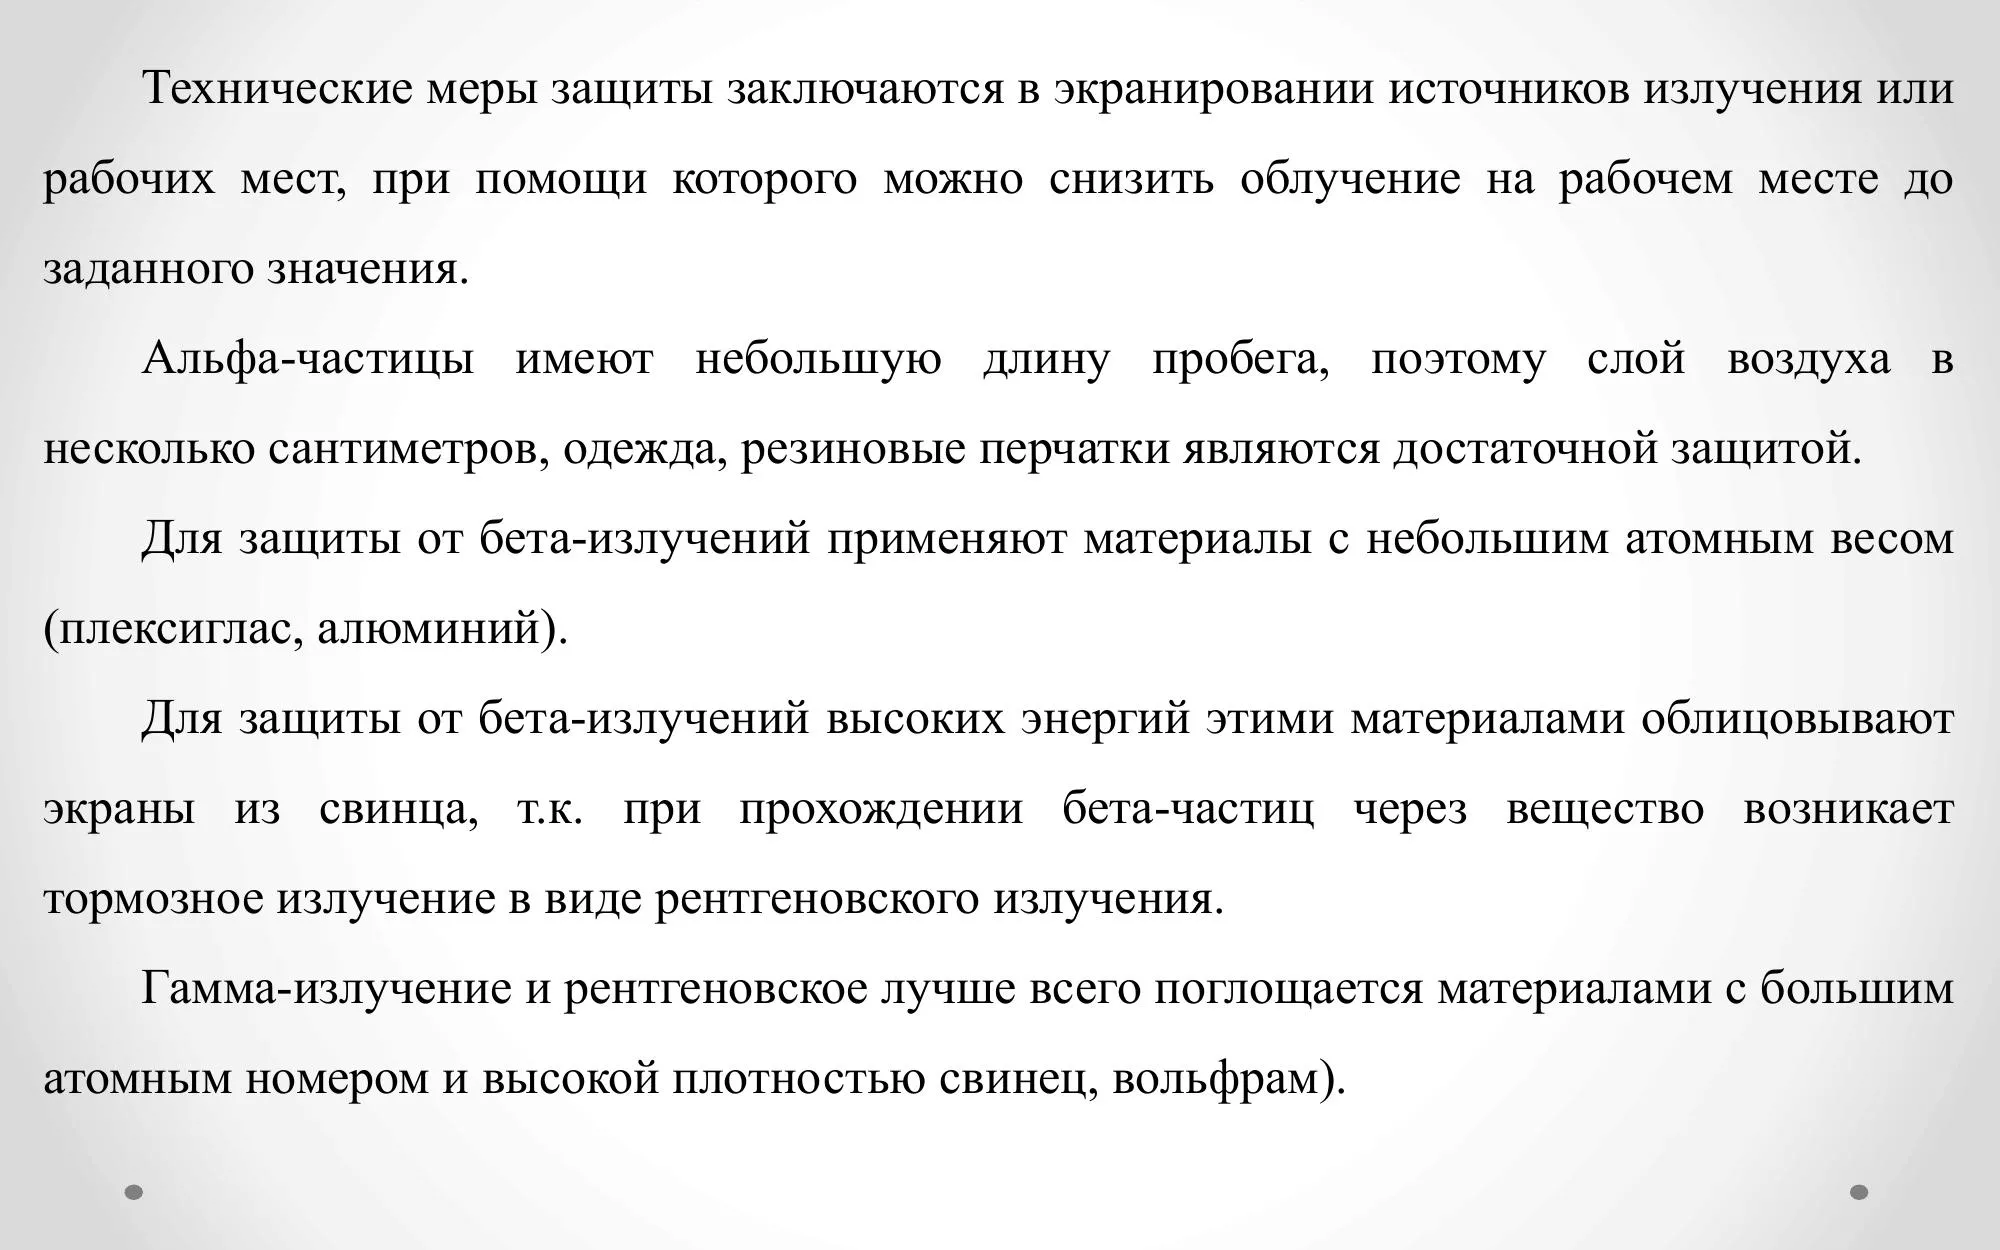 Технические меры защиты заключаются в экранировании источников излучения или
рабочих мест, при помощи которого можно снизить облучение на рабочем месте до
заданного значения.
Альфа-частицы имеют небольшую длину пробега, поэтому слой воздуха в
несколько сантиметров, одежда, резиновые перчатки являются достаточной защитой.
Для защиты от бета-излучений применяют материалы с небольшим атомным весом
(плексиглас, алюминий).
Для защиты от бета-излучений высоких энергий этими материалами облицовывают
экраны из свинца, т.к. при прохождении бета-частиц через вещество возникает
тормозное излучение в виде рентгеновского излучения.
Гамма-излучение и рентгеновское лучше всего поглощается материалами с большим
атомным номером и высокой плотностью свинец, вольфрам).